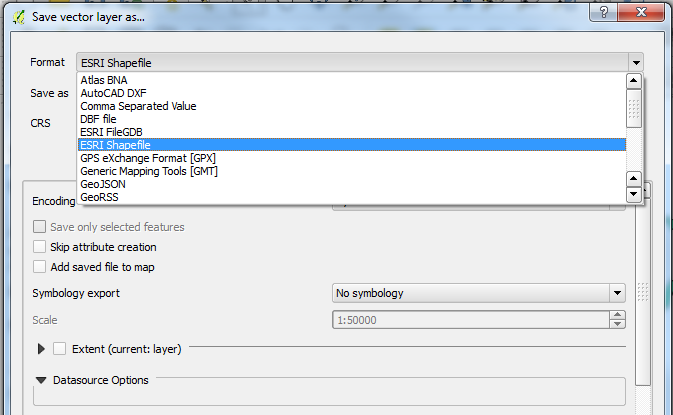 Save vector layer as...
Format ESRI Shapefile
Atlas BNA
Save as AutoCAD DXF
Comma Separated Value
CRS DBF file
ESRI FileGDB
ESRI Shapefile
GPS eXchange Format [GPX]
Generic Mapping Tools [GMT]
GeoJSON
GeoRSS
Encoding
Save only selected features
Skip attribute creation
Add saved file to map
Symbology export No symbology
Scale 1:50000
Extent (current: layer)
Datasource Options